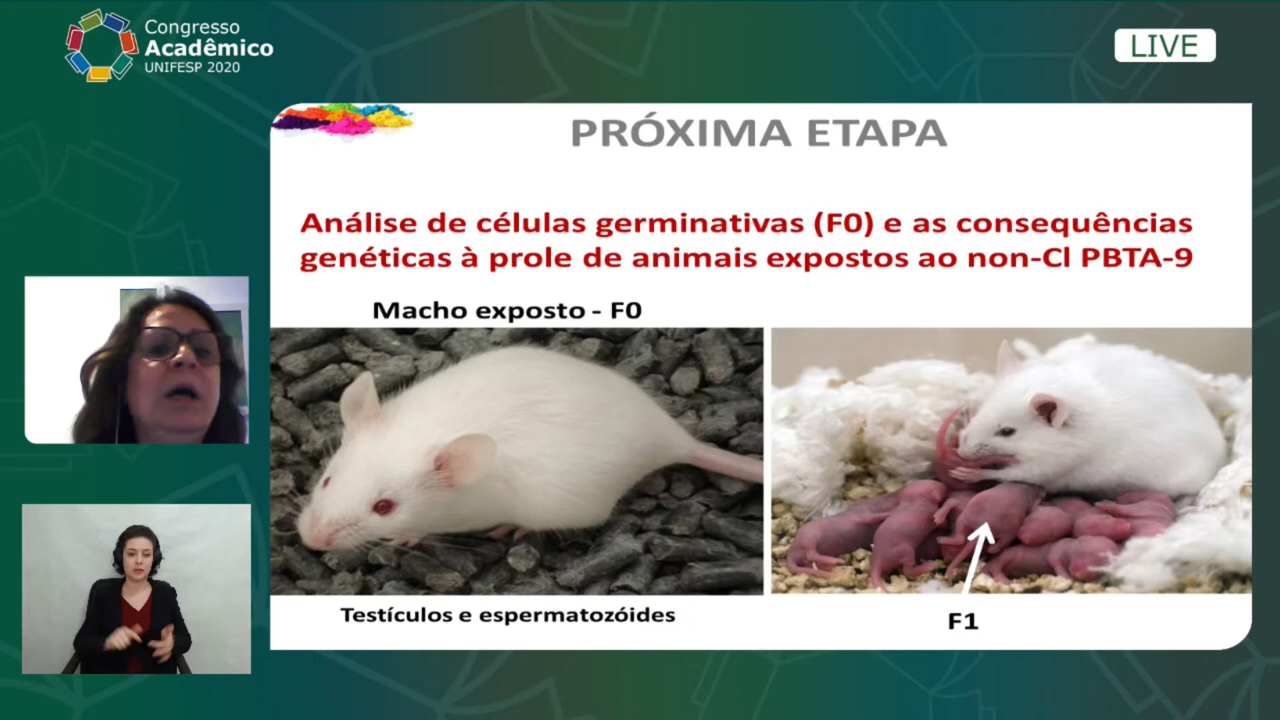 Congresso
Acadêmico
UNIFESP 2020
LIVE
PRÓXIMA ETAPA
Análise de células germinativas (F0) e as consequências
genéticas à prole de animais expostos ao non-Cl PBTA-9
Macho exposto - F0
Testículos e espermatozóides
F1